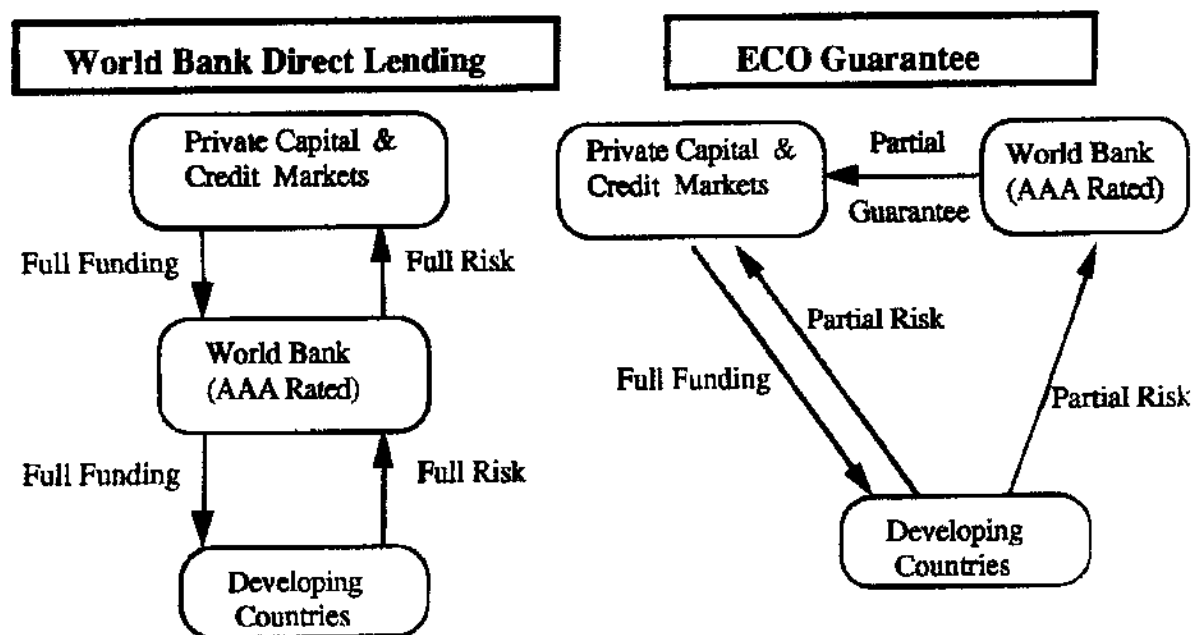 World Bank Direct Lending
Private Capital &
Credit Markets
Full Funding
Full Risk
World Bank
(AAA Rated)
Full Funding
Full Risk
Developing
Countries
ECO Guarantee
Private Capital &
Credit Markets
Partial
Guarantee
World Bank
(AAA Rated)
Partial Risk
Full Funding
Partial Risk
Developing
Countries